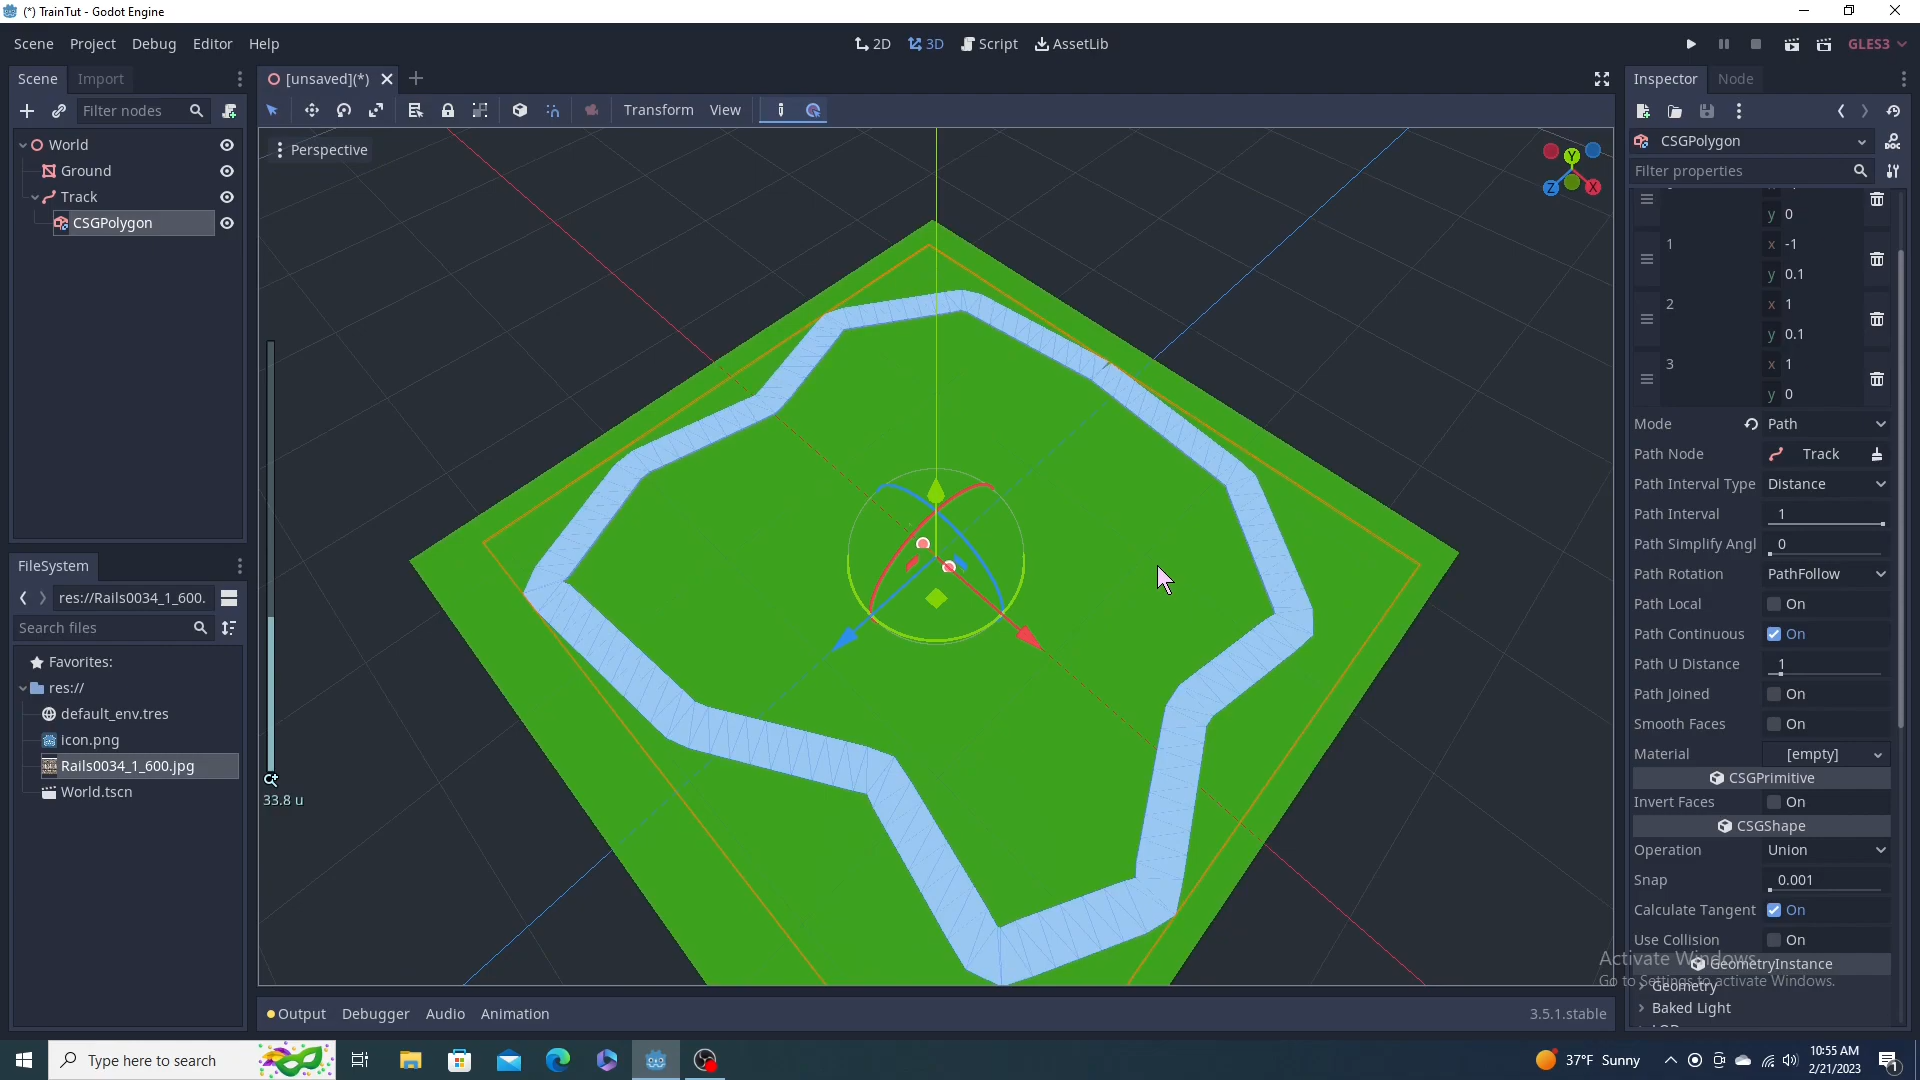 (*) TrainTut - Godot Engine
Scene Project Debug Editor Help
2D 3D Script AssetLib
GLES3
Scene Import
[unsaved](*)
Inspector Node
Filter nodes
Transform View
World
Ground
Track
CSGPolygon
Perspective
Y
Z
X
33.8 u
CSGPolygon
Filter properties
y 0
1 x -1
y 0.1
2 x 1
y 0.1
3 x 1
y 0
Mode Path
Path Node Track
Path Interval Type Distance
Path Interval 1
Path Simplify Angl 0
Path Rotation PathFollow
Path Local On
Path Continuous On
Path U Distance 1
Path Joined On
Smooth Faces On
Material [empty]
CSGPrimitive
Invert Faces On
CSGShape
Operation Union
Snap 0.001
Calculate Tangent On
Use Collision On
GeometryInstance
Geometry
Baked Light
Activate Windows
Go to Settings to activate Windows.
FileSystem
res://Rails0034_1_600.
Search files
Favorites:
res://
default_env.tres
icon.png
Rails0034_1_600.jpg
World.tscn
Output Debugger Audio Animation
3.5.1.stable
Type here to search
37°F Sunny
10:55 AM
2/21/2023
1